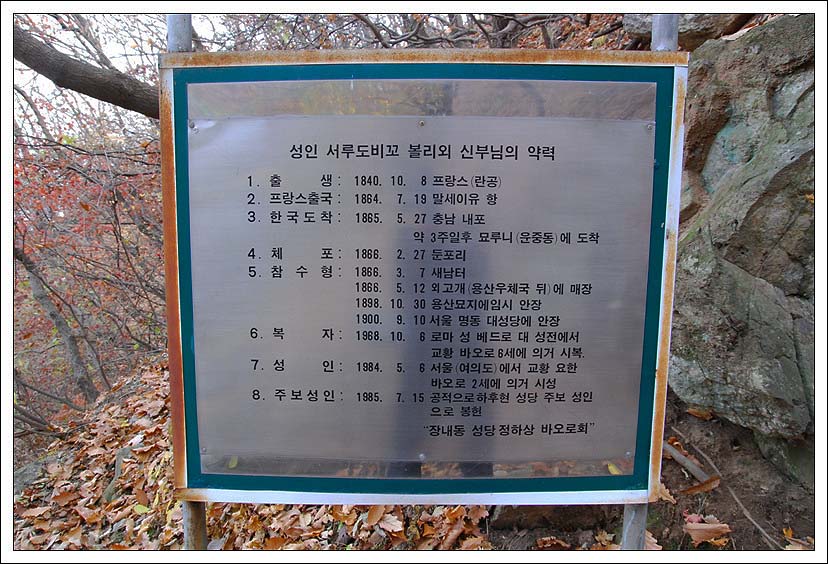 성인 서루도비꼬 볼리외 신부님의 약력
1. 출 생 : 1840. 10. 8 프랑스(란공)
2. 프랑스출국 : 1864. 7. 19 말세이유 항
3. 한국도착 : 1865. 5. 27 충남 내포
약 3주일후 묘루니(윤중동)에 도착
4. 체 포 : 1866. 2. 27 둔포리
5. 참 수 형 : 1866. 3. 7 새남터
1866. 5. 12 외고개(용산우체국 뒤)에 매장
1898. 10. 30 용산묘지에임시 안장
1900. 9. 10 서울 명동 대성당에 안장
6. 복 자 : 1968. 10. 6 로마 성 베드로 대 성전에서
교황 바오로6세에 의거 시복.
7. 성 인 : 1984. 5. 6 서울(여의도)에서 교황 요한
바오로 2세에 의거 시성
8. 주보성인 : 1985. 7. 15 공적으로하우현 성당 주보 성인
으로 봉헌
"장내동 성당정하상 바오로회"